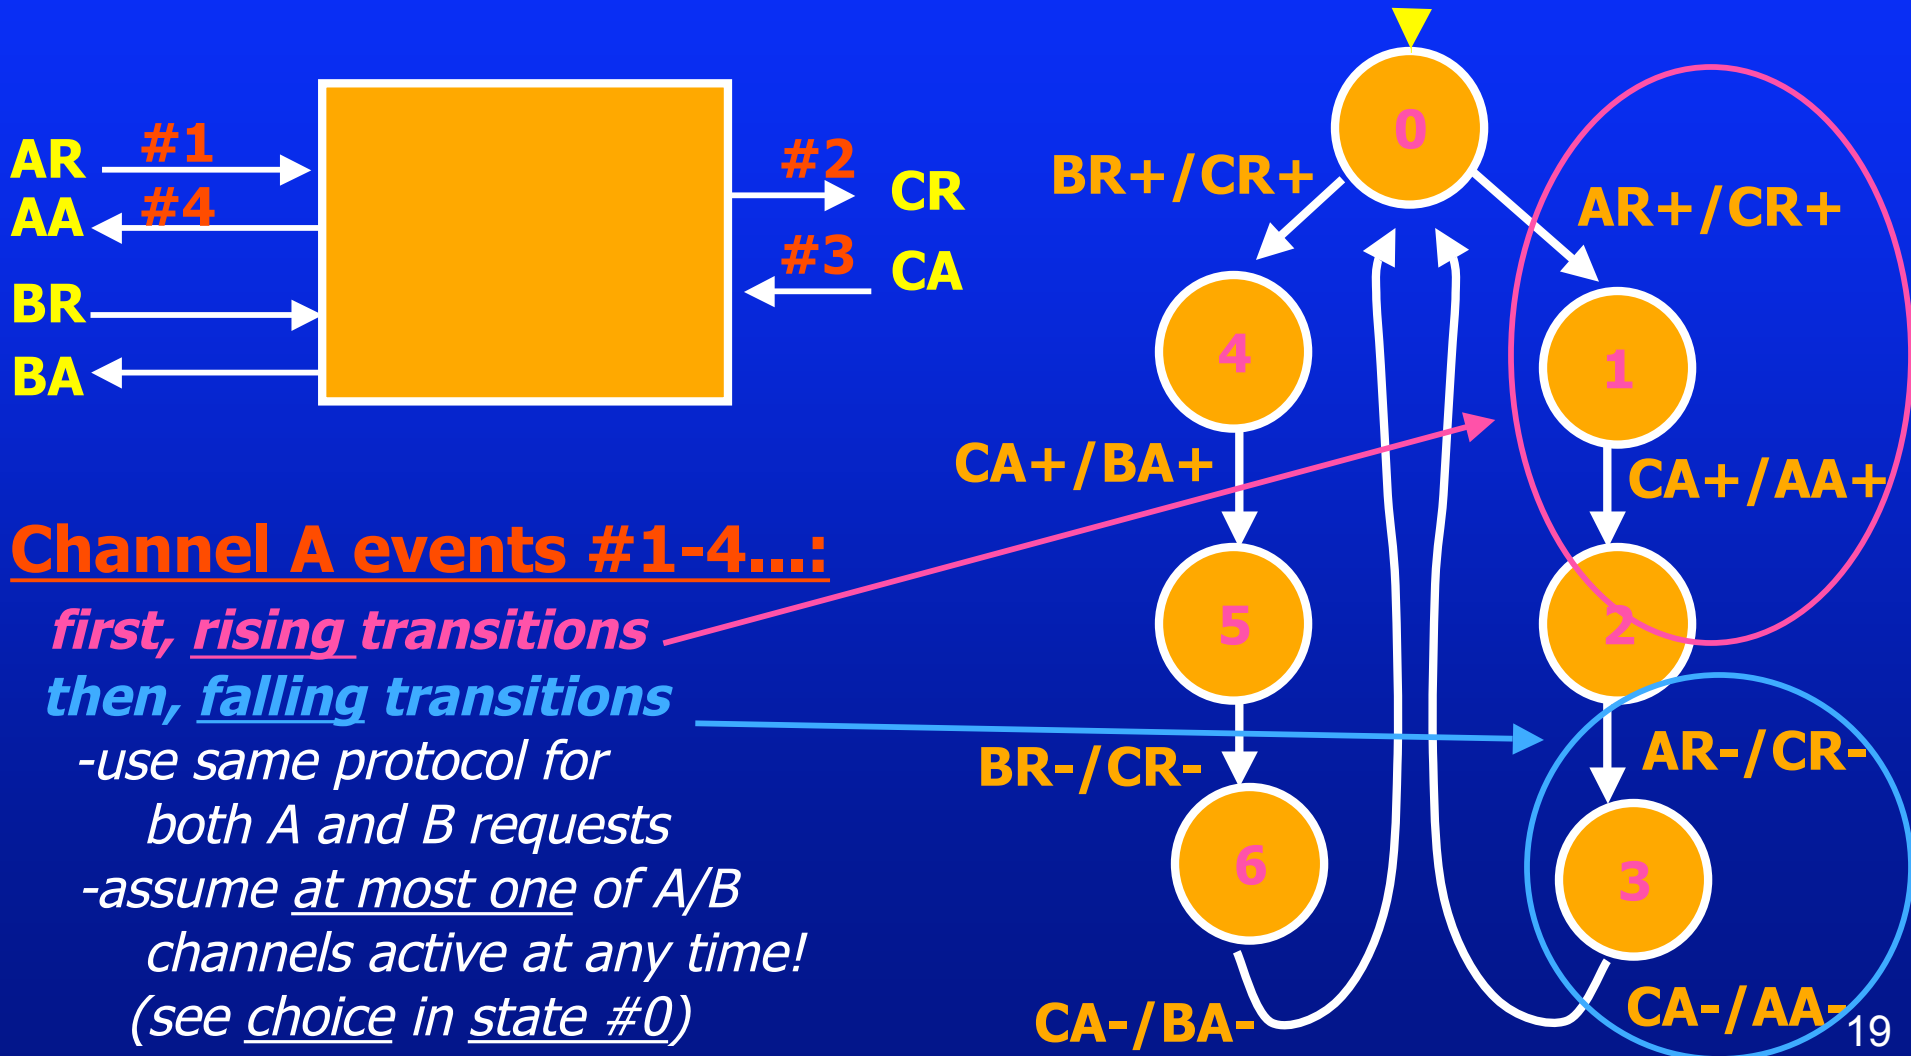 AR
#1
AA
#4
BR
BA
#2
CR
#3
CA
Channel A events #1-4...:
first, rising transitions
then, falling transitions
-use same protocol for
both A and B requests
-assume at most one of A/B
channels active at any time!
(see choice in state #0)
0
BR+/CR+
AR+/CR+
4
1
CA+/BA+
CA+/AA+
5
2
BR-/CR-
AR-/CR-
6
3
CA-/BA-
CA-/AA-
19